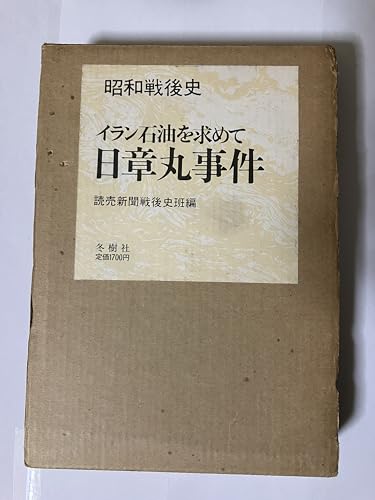 昭和戦後史
イラン石油を求めて
日章丸事件
読売新聞戦後史班編
冬樹社
定価1700円